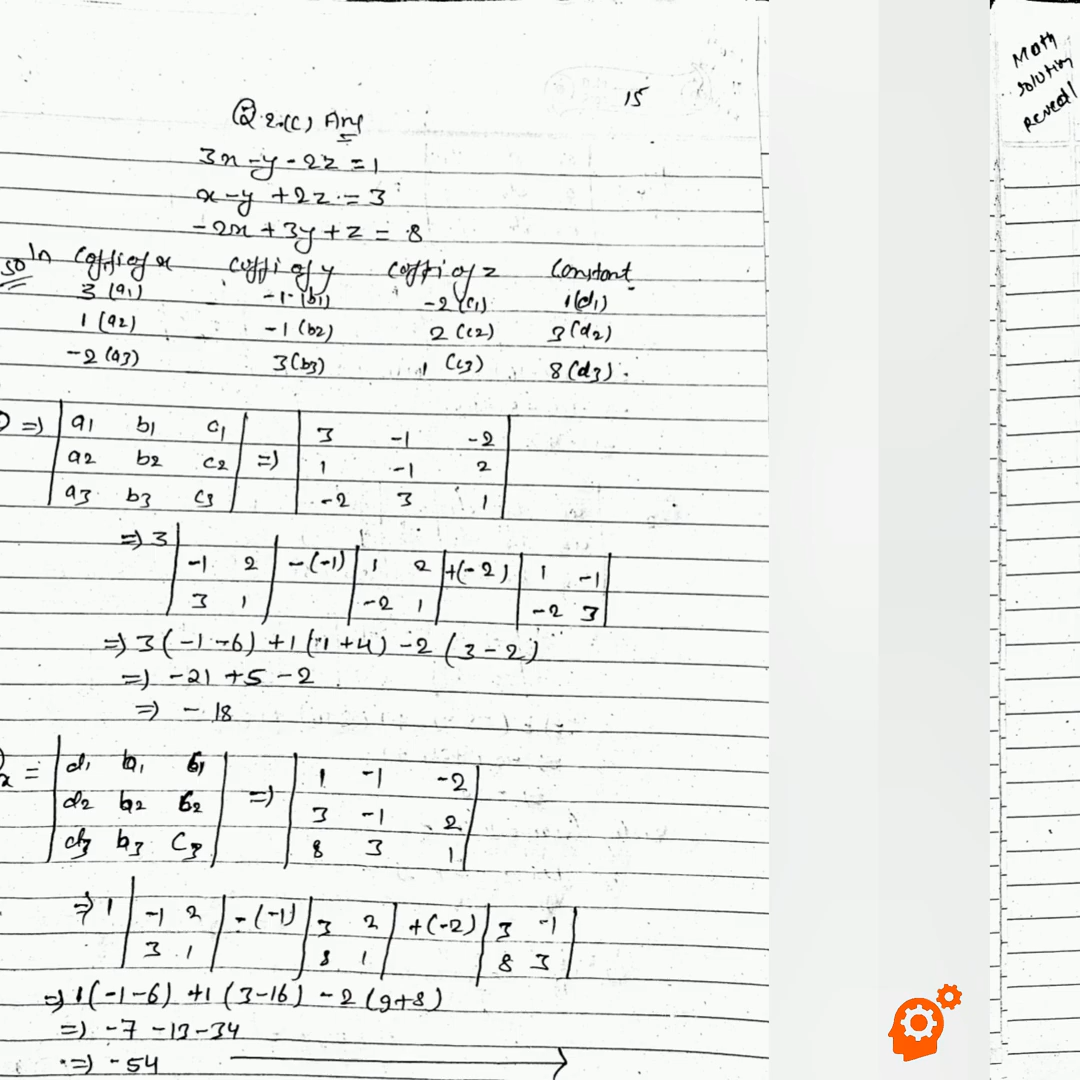 15
Q.2.(c) Ans
3x - y - 2z = 1
x - y + 2z = 3
-2x + 3y + z = 8
In coffi of x coffi of y coffi of z Constant
so
3 (a1) -1 (b1) -2 (c1) 1 (d1)
1 (a2) -1 (b2) 2 (c2) 3 (d2)
-2 (a3) 3 (b3) 1 (c3) 8 (d3).
=) | a1 b1 c1 | =) | 3 -1 -2 |
| a2 b2 c2 | | 1 -1 2 |
| a3 b3 c3 | | -2 3 1 |
=) 3 | -1 2 | -(-1) | 1 2 | +(-2) | 1 -1 |
| 3 1 | | -2 1 | | -2 3 |
=) 3 (-1-6) +1 (1+4) -2 (3-2)
=) -21 +5 -2
=) -18
x = | d1 b1 | =) | 1 -1 -2 |
| d2 b2 | | 3 -1 2 |
| d3 b3 c3 | | 8 3 1 |
=) 1 | -1 2 | -(-1) | 3 2 | +(-2) | 3 -1 |
| 3 1 | | 8 1 | | 8 3 |
=) 1(-1-6) +1 (3-16) -2 (9+8)
=) -7 -13 -34
=) -54
Math
solution
reveal!